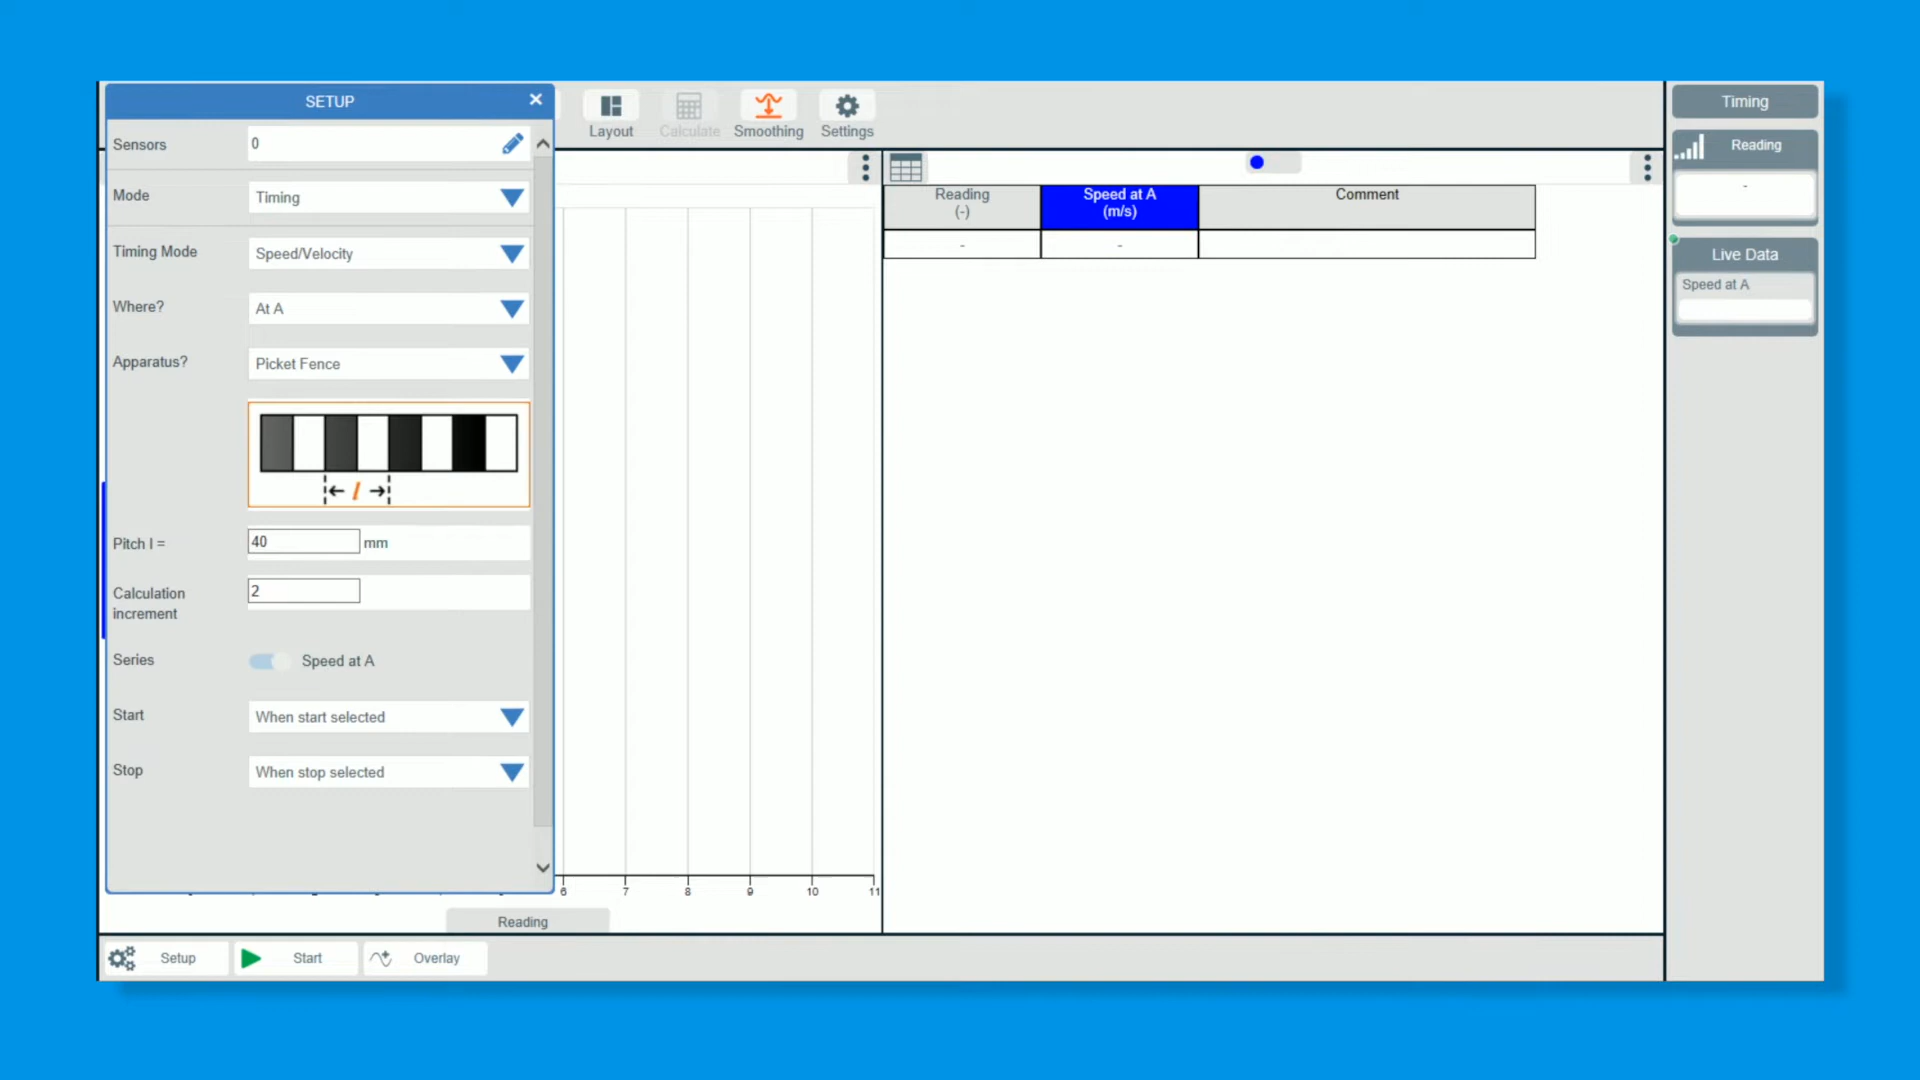 SETUP
Sensors
0
Mode
Timing
Timing Mode
Speed/Velocity
Where?
At A
Apparatus?
Picket Fence
l
Pitch l =
40
mm
Calculation
increment
2
Series
Speed at A
Start
When start selected
Stop
When stop selected
Layout
Calculate
Smoothing
Settings
6
7
8
9
10
11
Reading
Reading
(-)
Speed at A
(m/s)
Comment
-
-
Timing
Reading
-
Live Data
Speed at A
Setup
Start
Overlay